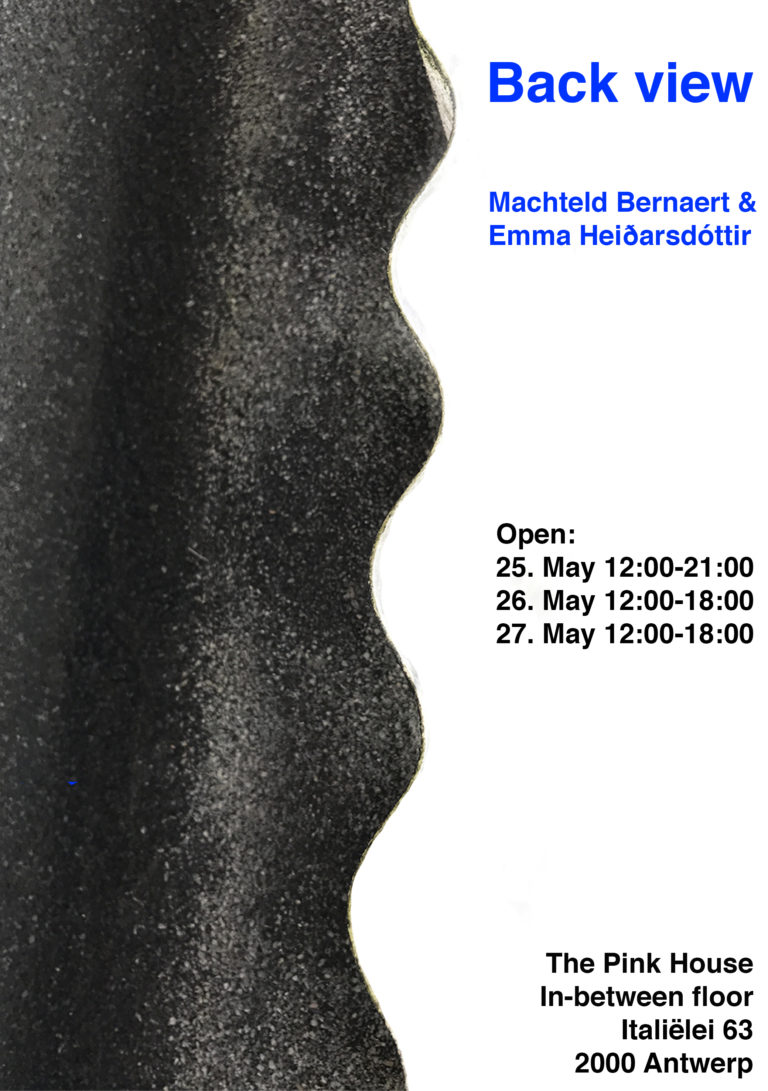 Back view
Machteld Bernaert &
Emma Heiðarsdóttir
Open:
25. May 12:00-21:00
26. May 12:00-18:00
27. May 12:00-18:00
The Pink House
In-between floor
Italiëlei 63
2000 Antwerp